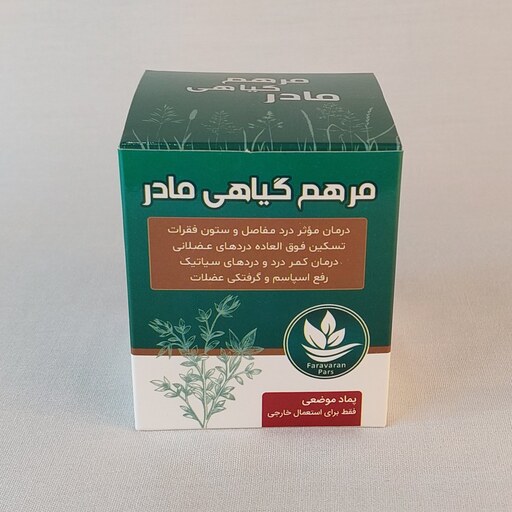 مرهم
گیاهی
مادر
مرهم گیاهی مادر
درمان مؤثر درد مفاصل و ستون فقرات
تسکین فوق العاده دردهای عضلانی
درمان کمر درد و دردهای سیاتیک
رفع اسپاسم و گرفتگی عضلات
Faravaran
Pars
پماد موضعی
فقط برای استعمال خارجی